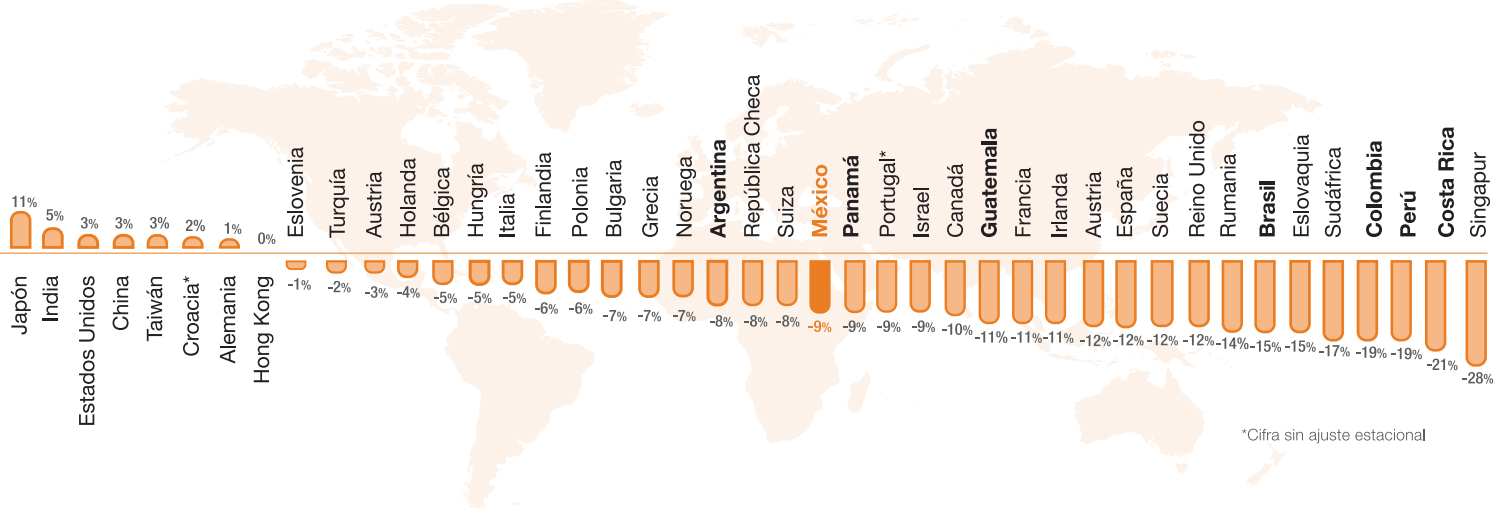 11%
5%
3%
3%
3%
2%
1%
0%
Japón
India
Estados Unidos
China
Taiwán
Croacia*
Alemania
Hong Kong
Eslovenia
Turquía
Austria
Holanda
Bélgica
Hungría
Italia
Finlandia
Polonia
Bulgaria
Grecia
Noruega
Argentina
República Checa
Suiza
México
Panamá
Portugal*
Israel
Canadá
Guatemala
Francia
Irlanda
Austria
España
Suecia
Reino Unido
Rumania
Brasil
Eslovaquia
Sudáfrica
Colombia
Perú
Costa Rica
Singapur
-1%
-2%
-3%
-4%
-5%
-5%
-5%
-6%
-6%
-7%
-7%
-7%
-8%
-8%
-8%
-9%
-9%
-9%
-9%
-10%
-11%
-11%
-11%
-12%
-12%
-12%
-12%
-14%
-15%
-15%
-17%
-19%
-19%
-21%
-28%
*Cifra sin ajuste estacional